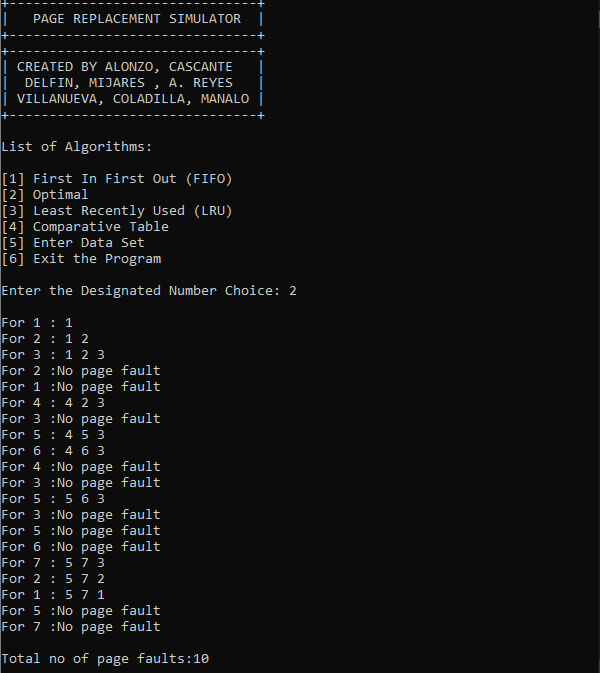 +-------------------------------+
|   PAGE REPLACEMENT SIMULATOR  |
+-------------------------------+
+-------------------------------+
| CREATED BY ALONZO, CASCANTE   |
|  DELFIN, MIJARES , A. REYES   |
| VILLANUEVA, COLADILLA, MANALO |
+-------------------------------+
List of Algorithms:
[1] First In First Out (FIFO)
[2] Optimal
[3] Least Recently Used (LRU)
[4] Comparative Table
[5] Enter Data Set
[6] Exit the Program
Enter the Designated Number Choice: 2
For 1 : 1
For 2 : 1 2
For 3 : 1 2 3
For 2 :No page fault
For 1 :No page fault
For 4 : 4 2 3
For 3 :No page fault
For 5 : 4 5 3
For 6 : 4 6 3
For 4 :No page fault
For 3 :No page fault
For 5 : 5 6 3
For 3 :No page fault
For 5 :No page fault
For 6 :No page fault
For 7 : 5 7 3
For 2 : 5 7 2
For 1 : 5 7 1
For 5 :No page fault
For 7 :No page fault
Total no of page faults:10